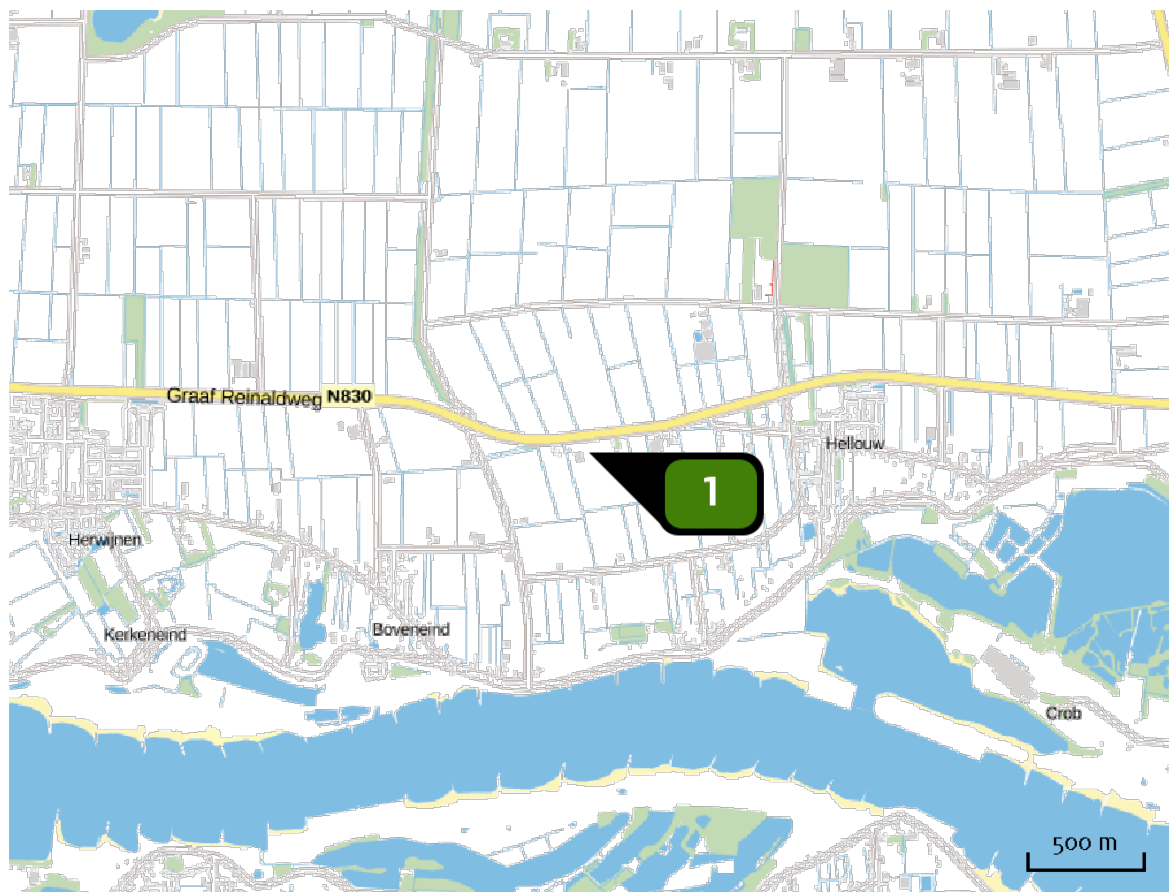 Graaf Reinaldweg N830
Hellouw
1
Herwijnen
Boveneind
Kerkeneind
Crob
500 m